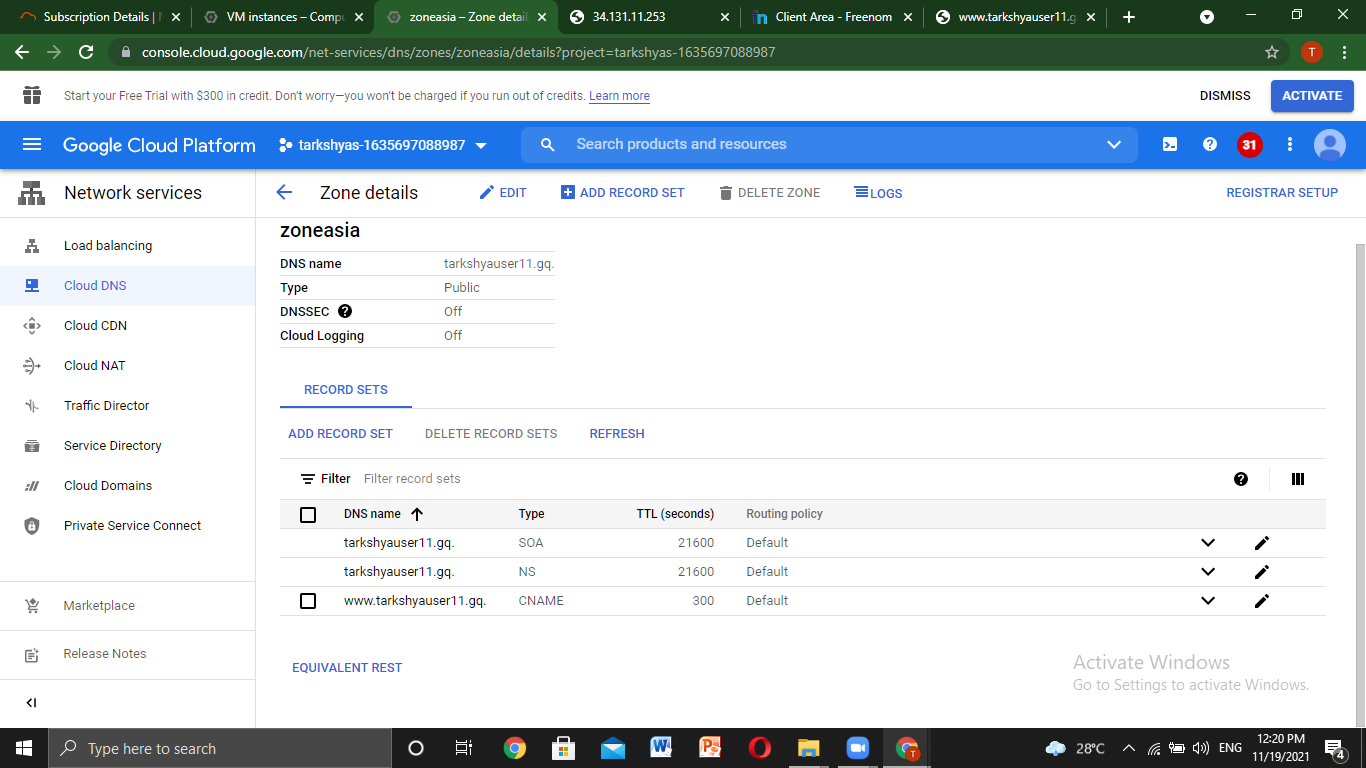 Subscription Details | 
VM instances – Compu
zoneasia – Zone detail
34.131.11.253
Client Area - Freenom
www.tarkshyauser11.g
console.cloud.google.com/net-services/dns/zones/zoneasia/details?project=tarkshyas-1635697088987
T
Start your Free Trial with $300 in credit. Don't worry—you won't be charged if you run out of credits. Learn more
DISMISS
ACTIVATE
Google Cloud Platform
tarkshyas-1635697088987
Search products and resources
31
Network services
Zone details
EDIT
ADD RECORD SET
DELETE ZONE
LOGS
REGISTRAR SETUP
Load balancing
Cloud DNS
Cloud CDN
Cloud NAT
Traffic Director
Service Directory
Cloud Domains
Private Service Connect
Marketplace
Release Notes
zoneasia
DNS name tarkshyauser11.gq.
Type Public
DNSSEC Off
Cloud Logging Off
RECORD SETS
ADD RECORD SET DELETE RECORD SETS REFRESH
Filter Filter record sets
DNS name Type TTL (seconds) Routing policy
tarkshyauser11.gq. SOA 21600 Default
tarkshyauser11.gq. NS 21600 Default
www.tarkshyauser11.gq. CNAME 300 Default
EQUIVALENT REST
Activate Windows
Go to Settings to activate Windows.
Type here to search
28°C
ENG
12:20 PM
11/19/2021
4